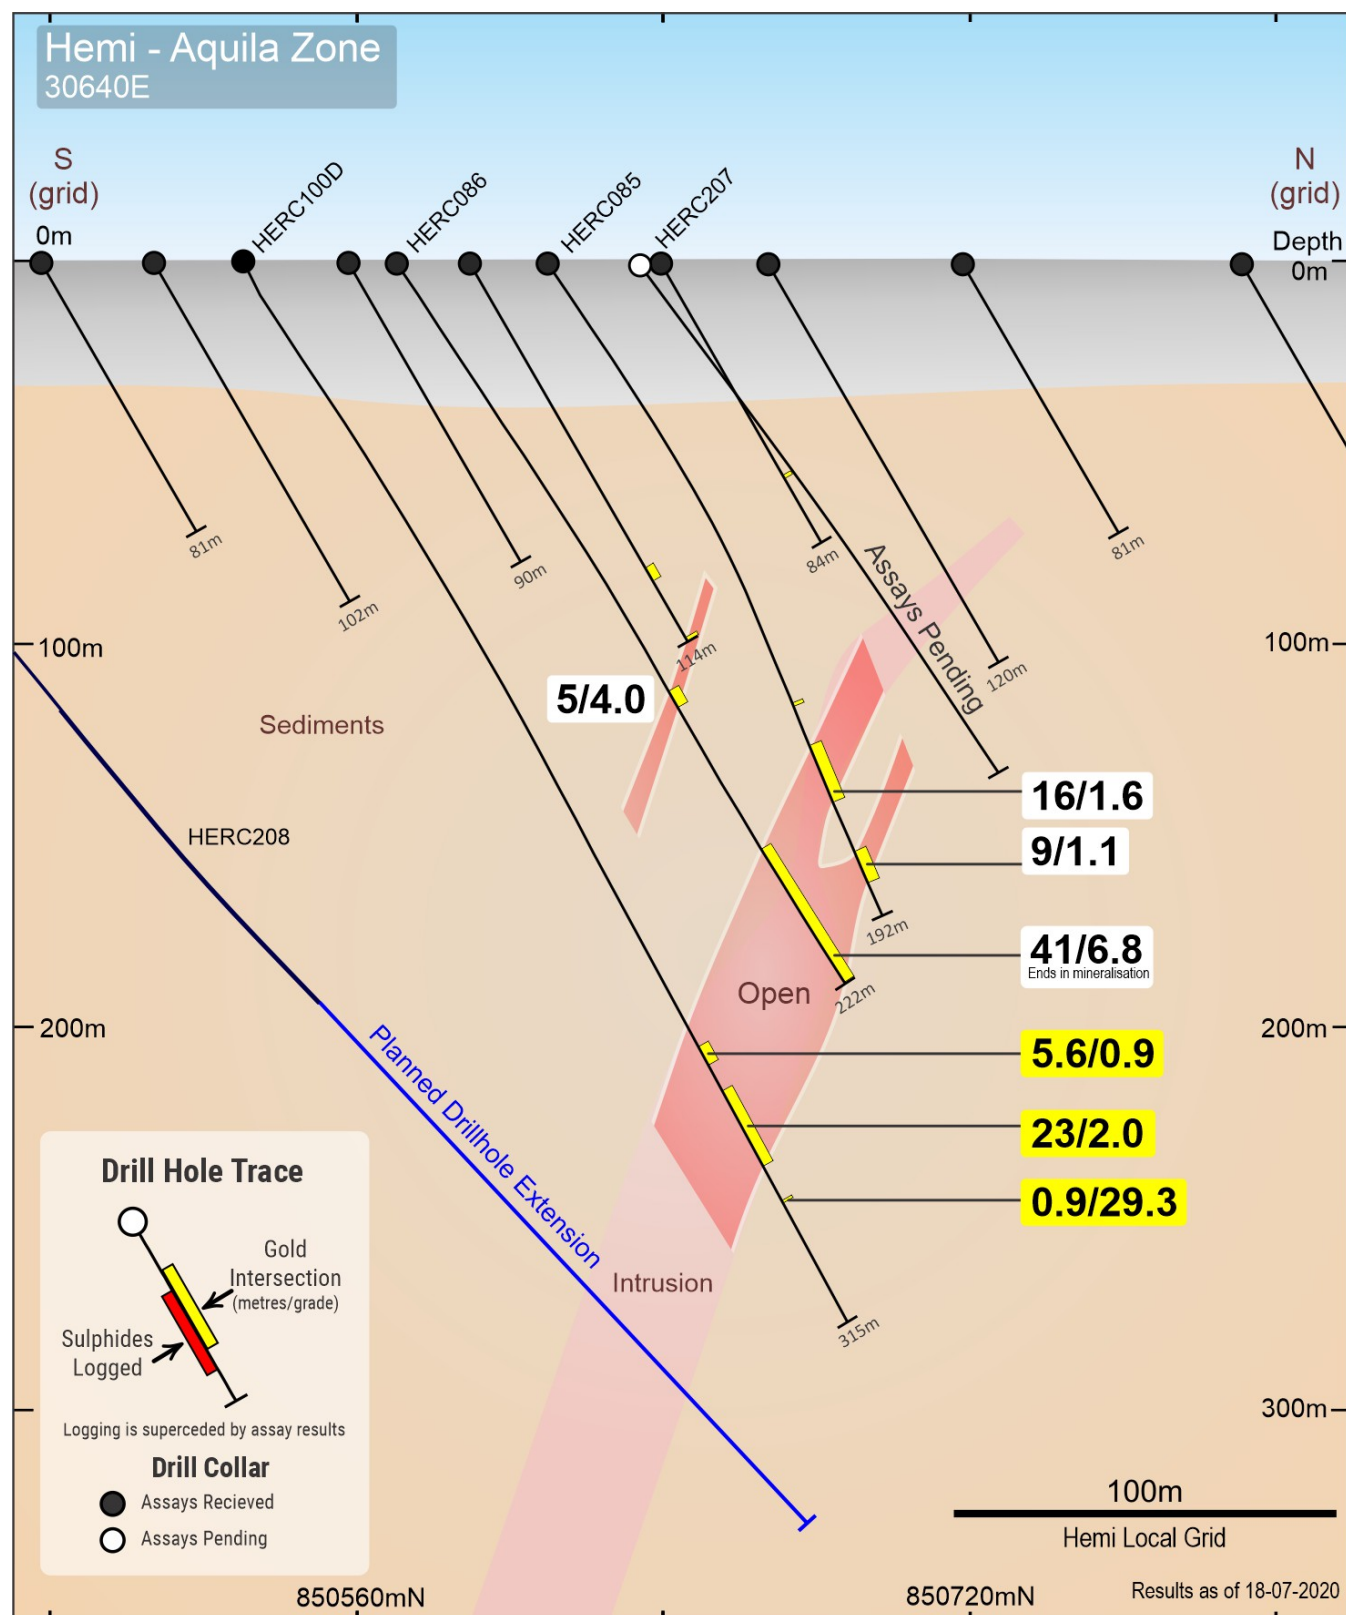 Hemi - Aquila Zone
30640E
S
(grid)
0m
HERC100D
HERC086
HERC085
HERC207
N
(grid)
Depth
0m
81m
102m
90m
114m
84m
120m
81m
Assays Pending
100m
100m
Sediments
5/4.0
16/1.6
9/1.1
HERC208
192m
41/6.8
Ends in mineralisation
Open
222m
200m
200m
Planned Drillhole Extension
5.6/0.9
23/2.0
0.9/29.3
Intrusion
315m
300m
Drill Hole Trace
Gold
Intersection
(metres/grade)
Sulphides
Logged
Logging is superceded by assay results
Drill Collar
Assays Recieved
Assays Pending
100m
Hemi Local Grid
850560mN
850720mN
Results as of 18-07-2020